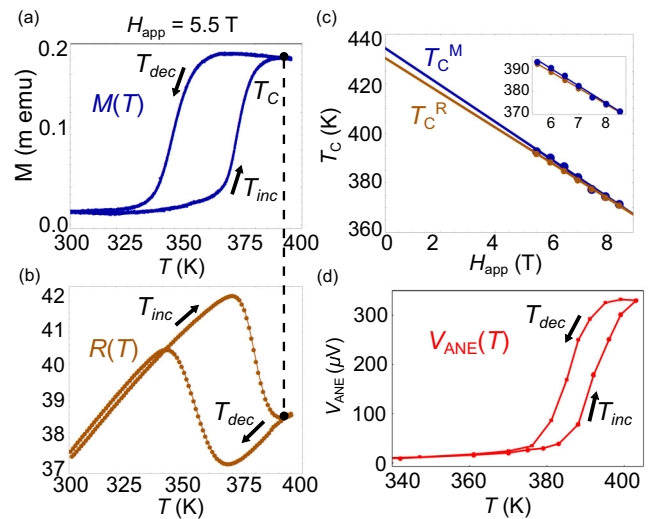 (a)
H_app = 5.5 T
0.2
0.1
0.0
M (m emu)
T_dec
M(T)
T_C
T_inc
300
325
350
375
400
T (K)
(b)
42
41
40
39
38
37
T_inc
R(T)
T_dec
300
325
350
375
400
T (K)
(c)
440
420
400
380
360
T_C (K)
T_C^M
T_C^R
390
380
370
6
7
8
0
2
4
6
8
H_app (T)
(d)
300
200
100
0
V_ANE (μV)
T_dec
V_ANE(T)
T_inc
340
360
380
400
T (K)